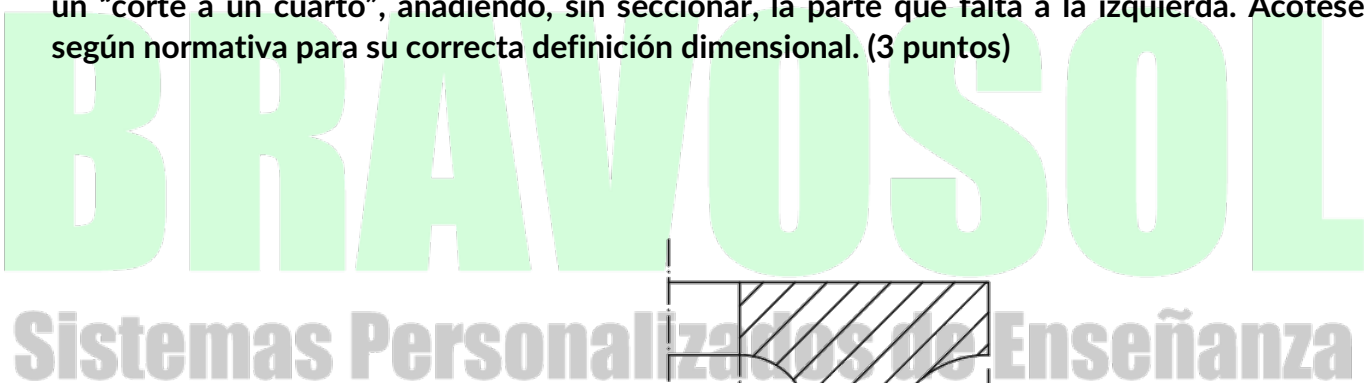 un "corte a un cuarto", añadiendo, sin seccionar, la parte que falta a la izquierda. Acótese
según normativa para su correcta definición dimensional. (3 puntos)
BRAVOSOL
Sistemas Personalizados de Enseñanza